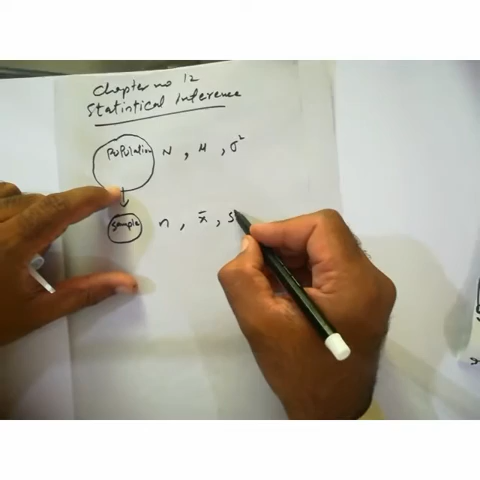 Chapter no 12
Statistical Inference
population N, μ, σ²
sample n, x̄, s